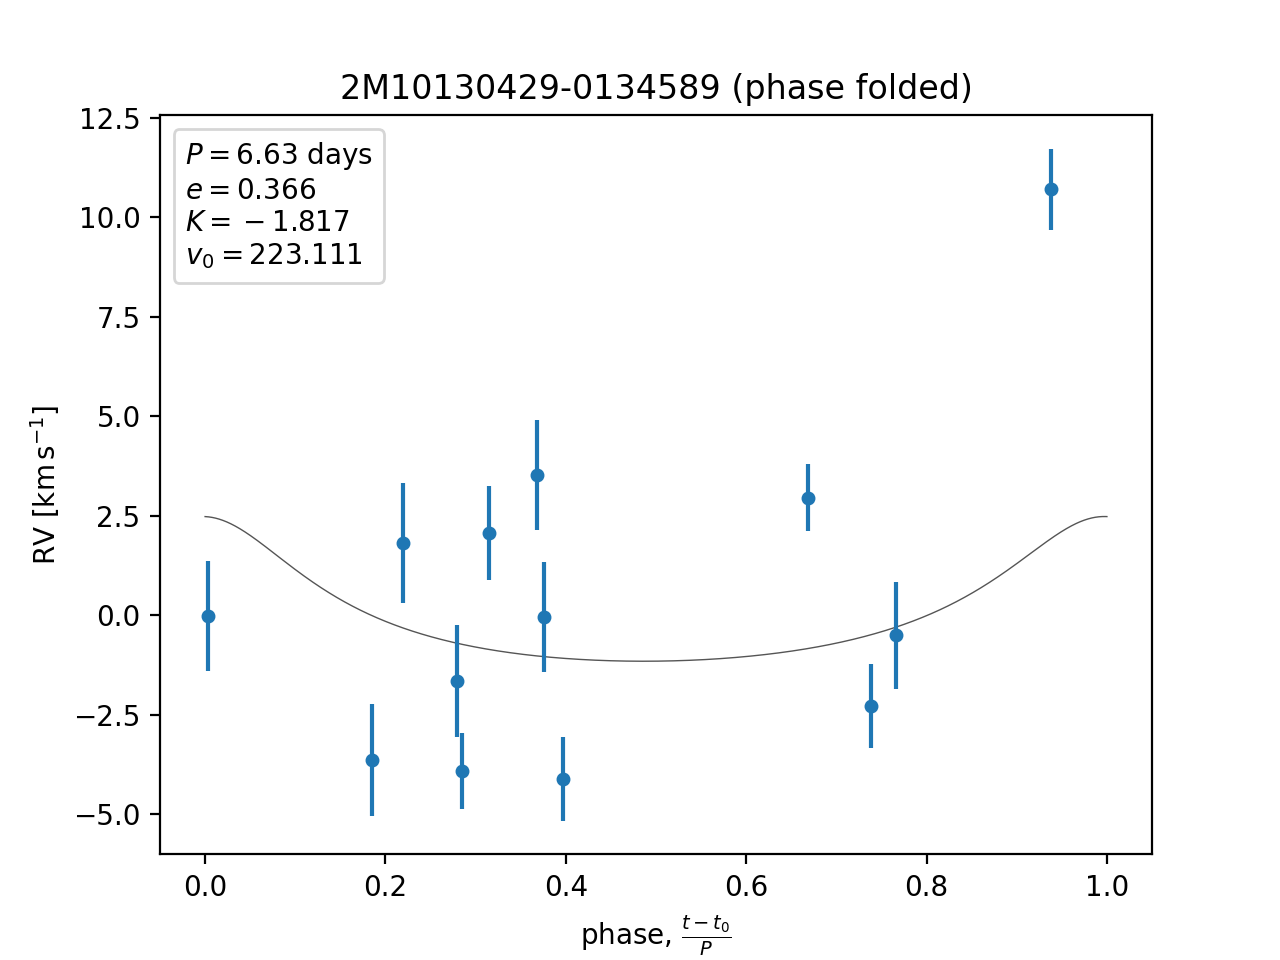 2M10130429-0134589 (phase folded)
12.5
10.0
7.5
5.0
2.5
0.0
−2.5
−5.0
RV [km s⁻¹]
P = 6.63 days
e = 0.366
K = −1.817
v₀ = 223.111
0.0 0.2 0.4 0.6 0.8 1.0
phase, (t − t₀)/P